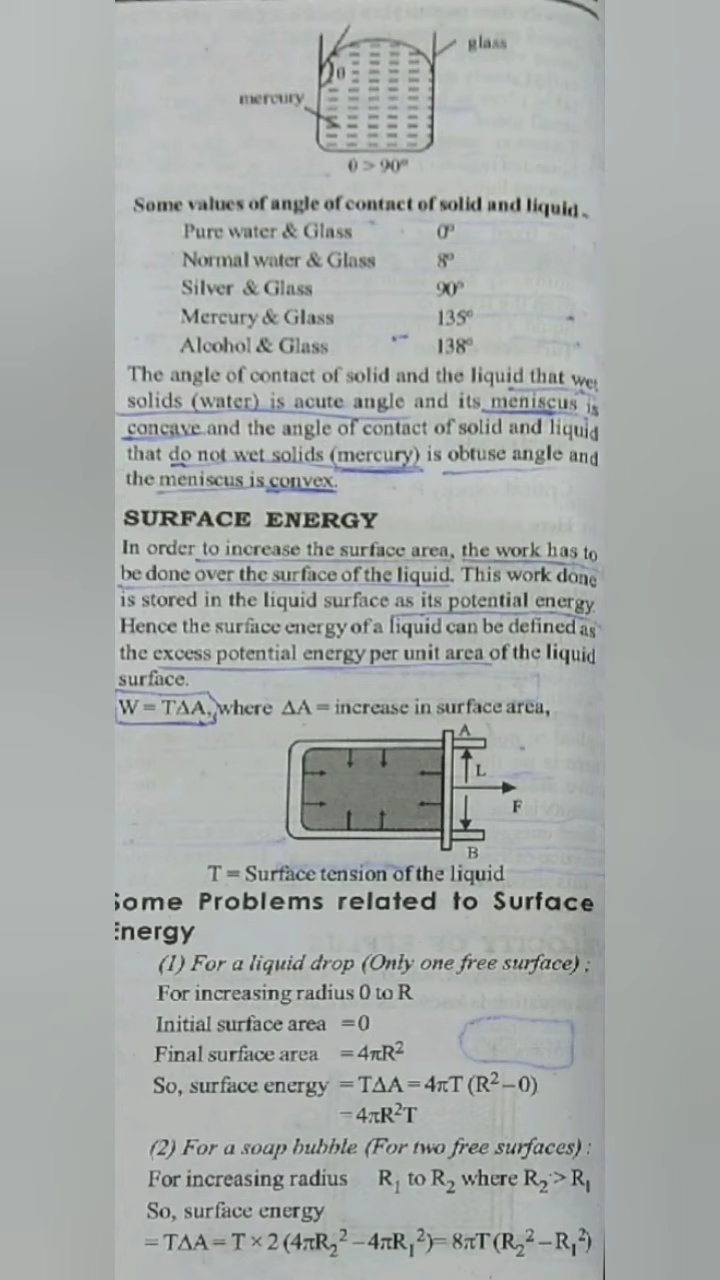 glass
θ
mercury
θ > 90°
Some values of angle of contact of solid and liquid.
Pure water & Glass 0°
Normal water & Glass 8°
Silver & Glass 90°
Mercury & Glass 135°
Alcohol & Glass 138°
The angle of contact of solid and the liquid that wet
solids (water) is acute angle and its meniscus is
concave and the angle of contact of solid and liquid
that do not wet solids (mercury) is obtuse angle and
the meniscus is convex.
SURFACE ENERGY
In order to increase the surface area, the work has to
be done over the surface of the liquid. This work done
is stored in the liquid surface as its potential energy.
Hence the surface energy of a liquid can be defined as
the excess potential energy per unit area of the liquid
surface.
W = TΔA, where ΔA = increase in surface area,
A
L
F
B
T = Surface tension of the liquid
Some Problems related to Surface
Energy
(1) For a liquid drop (Only one free surface) :
For increasing radius 0 to R
Initial surface area = 0
Final surface area = 4πR²
So, surface energy = TΔA = 4πT (R² – 0)
= 4πR²T
(2) For a soap bubble (For two free surfaces) :
For increasing radius R₁ to R₂ where R₂ > R₁
So, surface energy
= TΔA = T × 2 (4πR₂² – 4πR₁²) = 8πT (R₂² – R₁²)